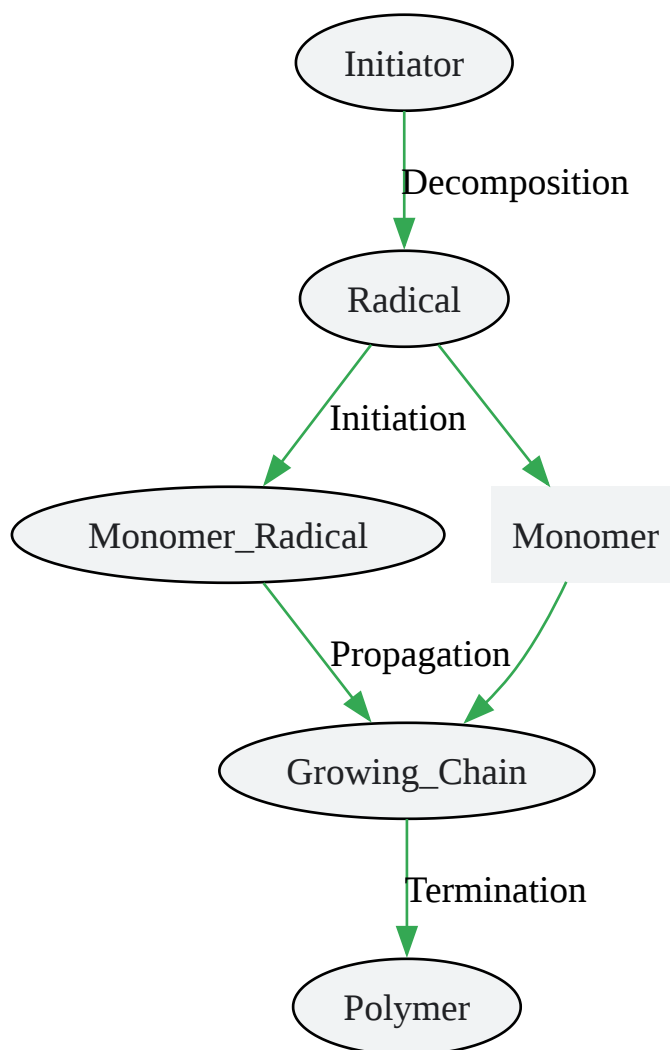 Initiator
Decomposition
Radical
Initiation
Monomer_Radical
Monomer
Propagation
Growing_Chain
Termination
Polymer